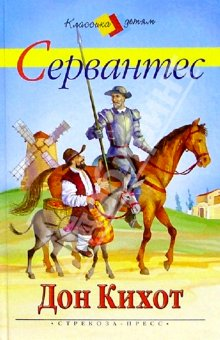 Классика детям
Сервантес
Дон Кихот
•СТРЕКОЗА-ПРЕСС•